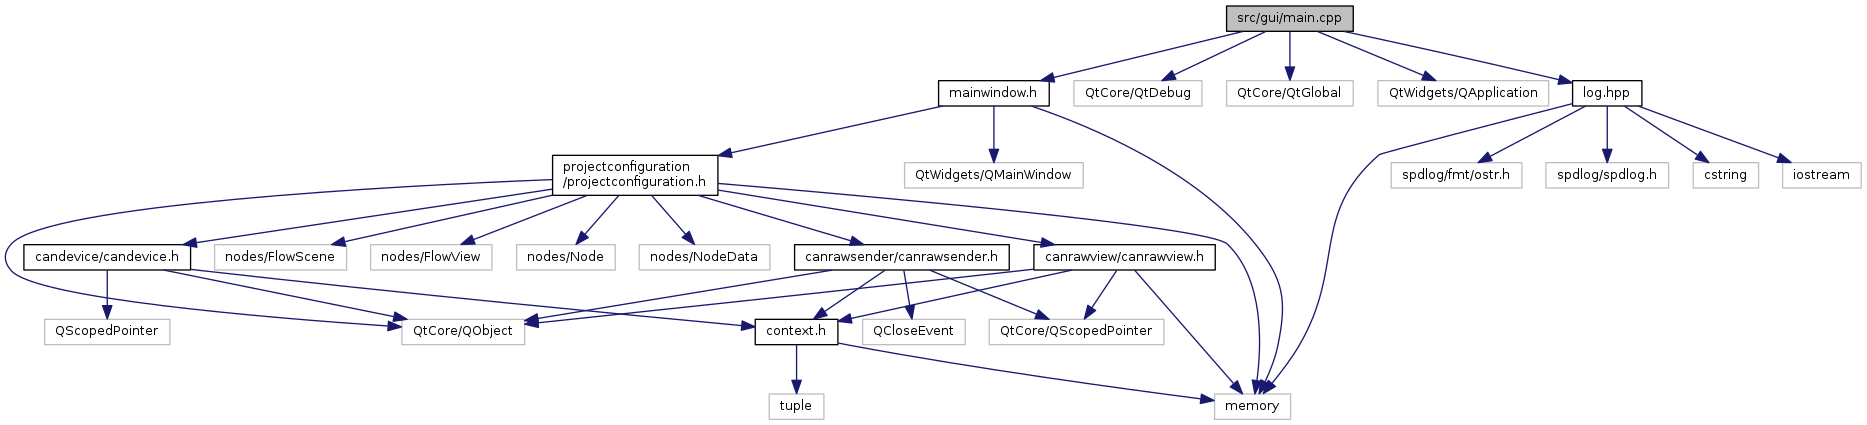 src/gui/main.cpp
mainwindow.h
QtCore/QtDebug
QtCore/QtGlobal
QtWidgets/QApplication
log.hpp
projectconfiguration
/projectconfiguration.h
QtWidgets/QMainWindow
spdlog/fmt/ostr.h
spdlog/spdlog.h
cstring
iostream
candevice/candevice.h
nodes/FlowScene
nodes/FlowView
nodes/Node
nodes/NodeData
canrawsender/canrawsender.h
canrawview/canrawview.h
QScopedPointer
QtCore/QObject
context.h
QCloseEvent
QtCore/QScopedPointer
tuple
memory